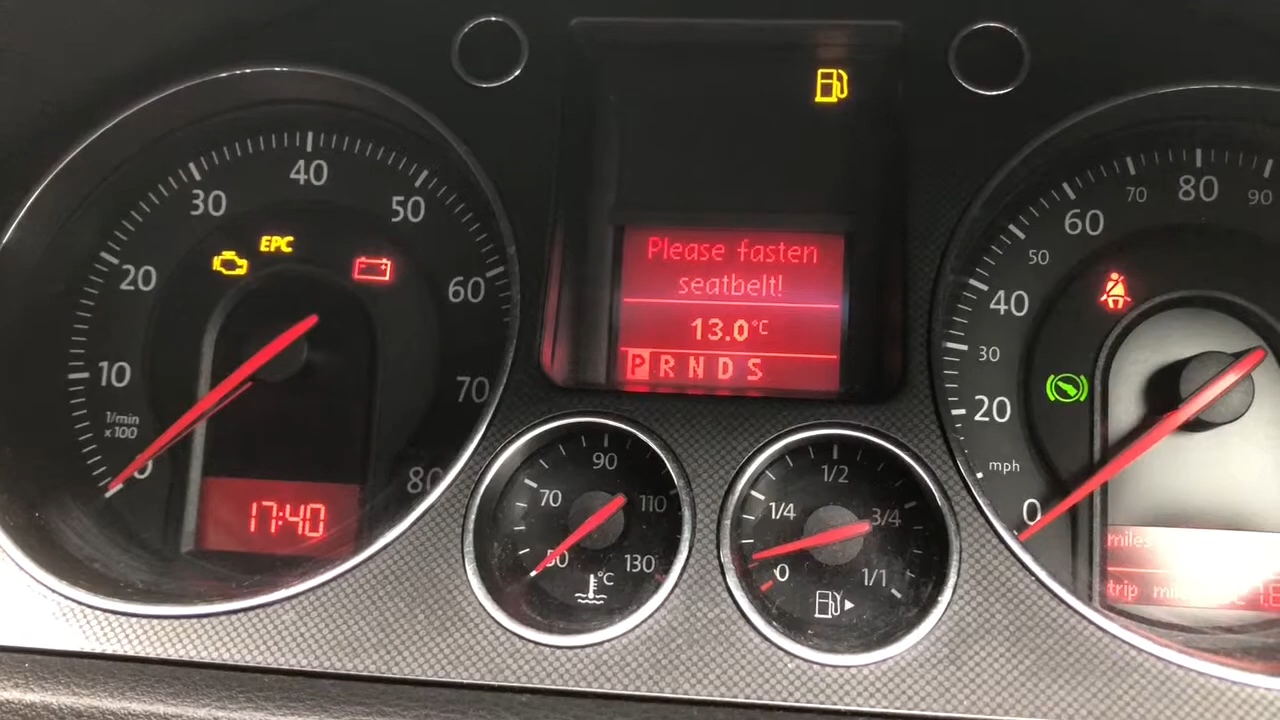 10
20
30
40
50
60
70
80
1/min
x100
0
EPC
17:40
Please fasten
seatbelt!
13.0°C
P R N D S
50
70
90
110
130
°C
0
1/4
1/2
3/4
1/1
0
20
30
40
50
60
70
80
90
mph
miles
trip